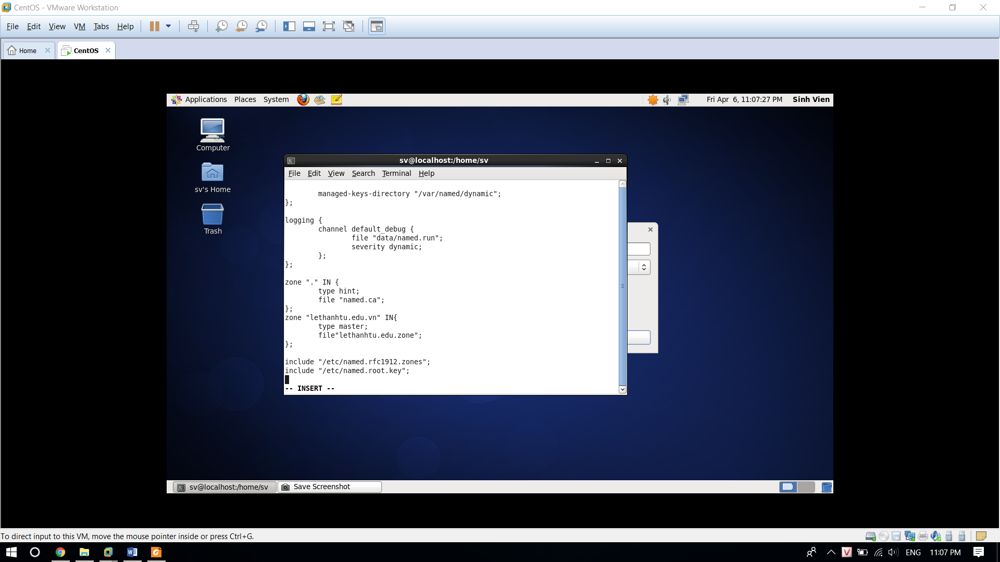 CentOS - VMware Workstation
File Edit View VM Tabs Help
Home CentOS
Applications Places System Fri Apr 6, 11:07:27 PM Sinh Vien
Computer
sv's Home
Trash
sv@localhost:/home/sv
File Edit View Search Terminal Help
managed-keys-directory "/var/named/dynamic";
};
logging {
channel default_debug {
file "data/named.run";
severity dynamic;
};
};
zone "." IN {
type hint;
file "named.ca";
};
zone "lethanhtu.edu.vn" IN{
type master;
file"lethanhtu.edu.zone";
};
include "/etc/named.rfc1912.zones";
include "/etc/named.root.key";
-- INSERT --
sv@localhost:/home/sv Save Screenshot
To direct input to this VM, move the mouse pointer inside or press Ctrl+G.
ENG 11:07 PM